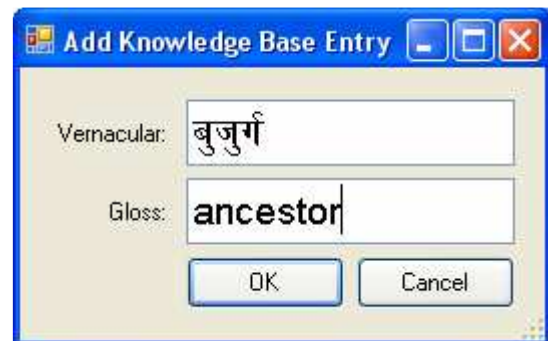 Add Knowledge Base Entry
Vernacular: बुजुर्ग
Gloss: ancestor
OK Cancel